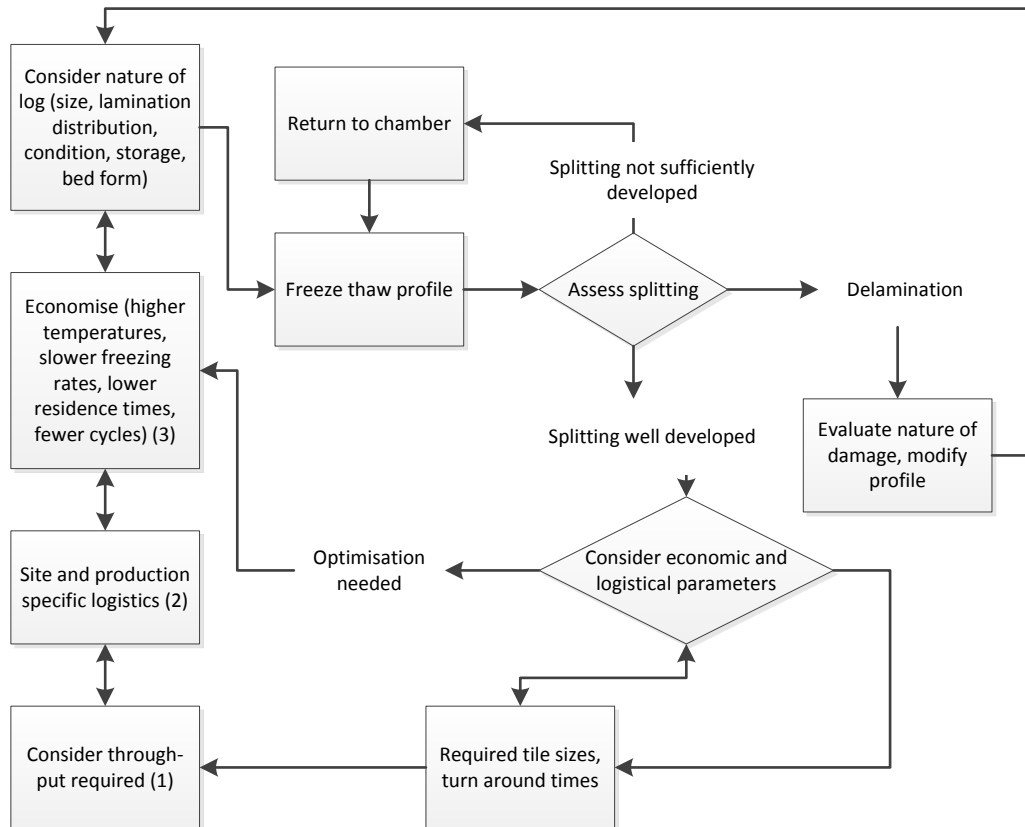 Consider nature of
log (size, lamination
distribution,
condition, storage,
bed form)
Return to chamber
Splitting not sufficiently
developed
Freeze thaw profile
Assess splitting
Delamination
Economise (higher
temperatures,
slower freezing
rates, lower
residence times,
fewer cycles) (3)
Splitting well developed
Evaluate nature of
damage, modify
profile
Site and production
specific logistics (2)
Optimisation
needed
Consider economic and
logistical parameters
Consider through-
put required (1)
Required tile sizes,
turn around times